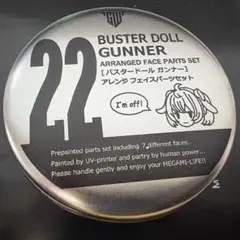 22
BUSTER DOLL
GUNNER
ARRANGED FACE PARTS SET
[バスタードール ガンナー]
アレンジ フェイスパーツセット
I'm off!
Prepainted parts set including 7 different faces.
Painted by UV-printer and partry by human power...
Please handle gently and enjoy your MEGAMI-LIFE!!
M